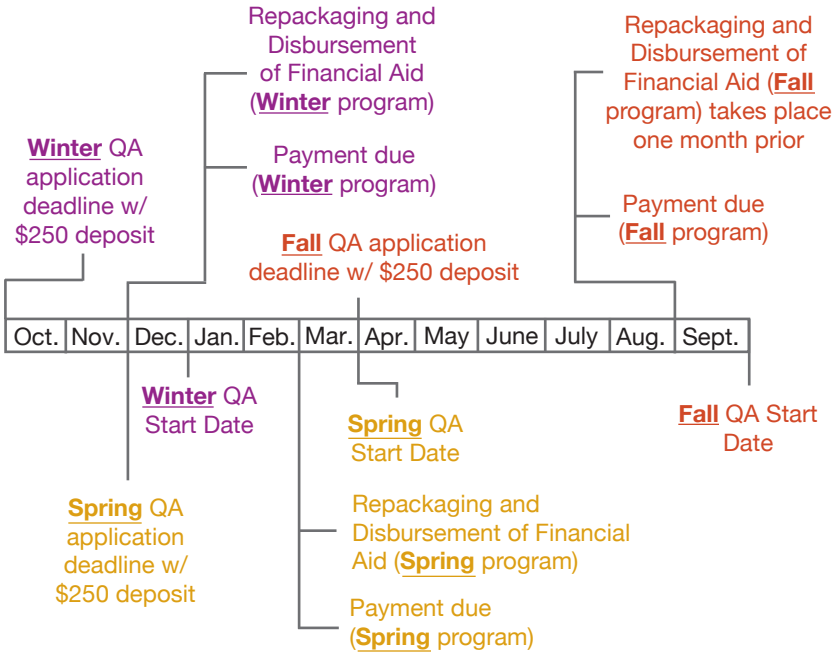 Repackaging and
Disbursement
of Financial Aid
(Winter program)
Payment due
(Winter program)
Winter QA
application
deadline w/
$250 deposit
Fall QA application
deadline w/ $250 deposit
Repackaging and
Disbursement of
Financial Aid (Fall
program) takes place
one month prior
Payment due
(Fall program)
Oct. Nov. Dec. Jan. Feb. Mar. Apr. May June July Aug. Sept.
Winter QA
Start Date
Spring QA
Start Date
Fall QA Start
Date
Spring QA
application
deadline w/
$250 deposit
Repackaging and
Disbursement of Financial
Aid (Spring program)
Payment due
(Spring program)